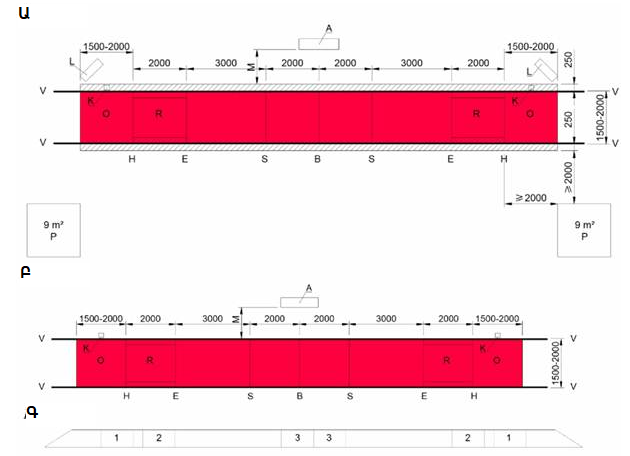 Ա
A
1500-2000 2000 3000 M 2000 2000 3000 2000 1500-2000
L L 250
V K O R R K O V
250 1500-2000
V V
H E S B S E H
≥2000 ≥2000
9 m² 9 m²
P P
Բ
A
1500-2000 2000 3000 M 2000 2000 3000 2000 1500-2000
V V
K O R R K O 1500-2000
V V
H E S B S E H
Գ
1 2 3 3 2 1